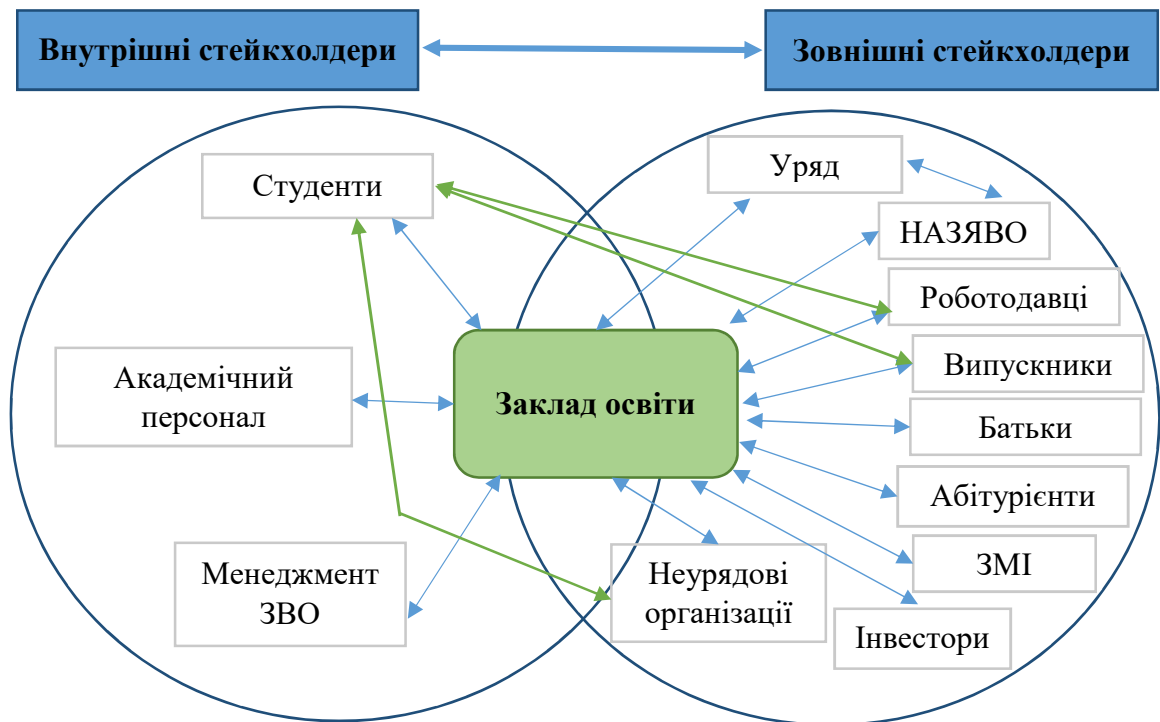 Внутрішні стейкхолдери
Зовнішні стейкхолдери
Студенти
Уряд
НАЗЯВО
Роботодавці
Випускники
Академічний
персонал
Заклад освіти
Батьки
Абітурієнти
ЗМІ
Менеджмент
ЗВО
Неурядові
організації
Інвестори